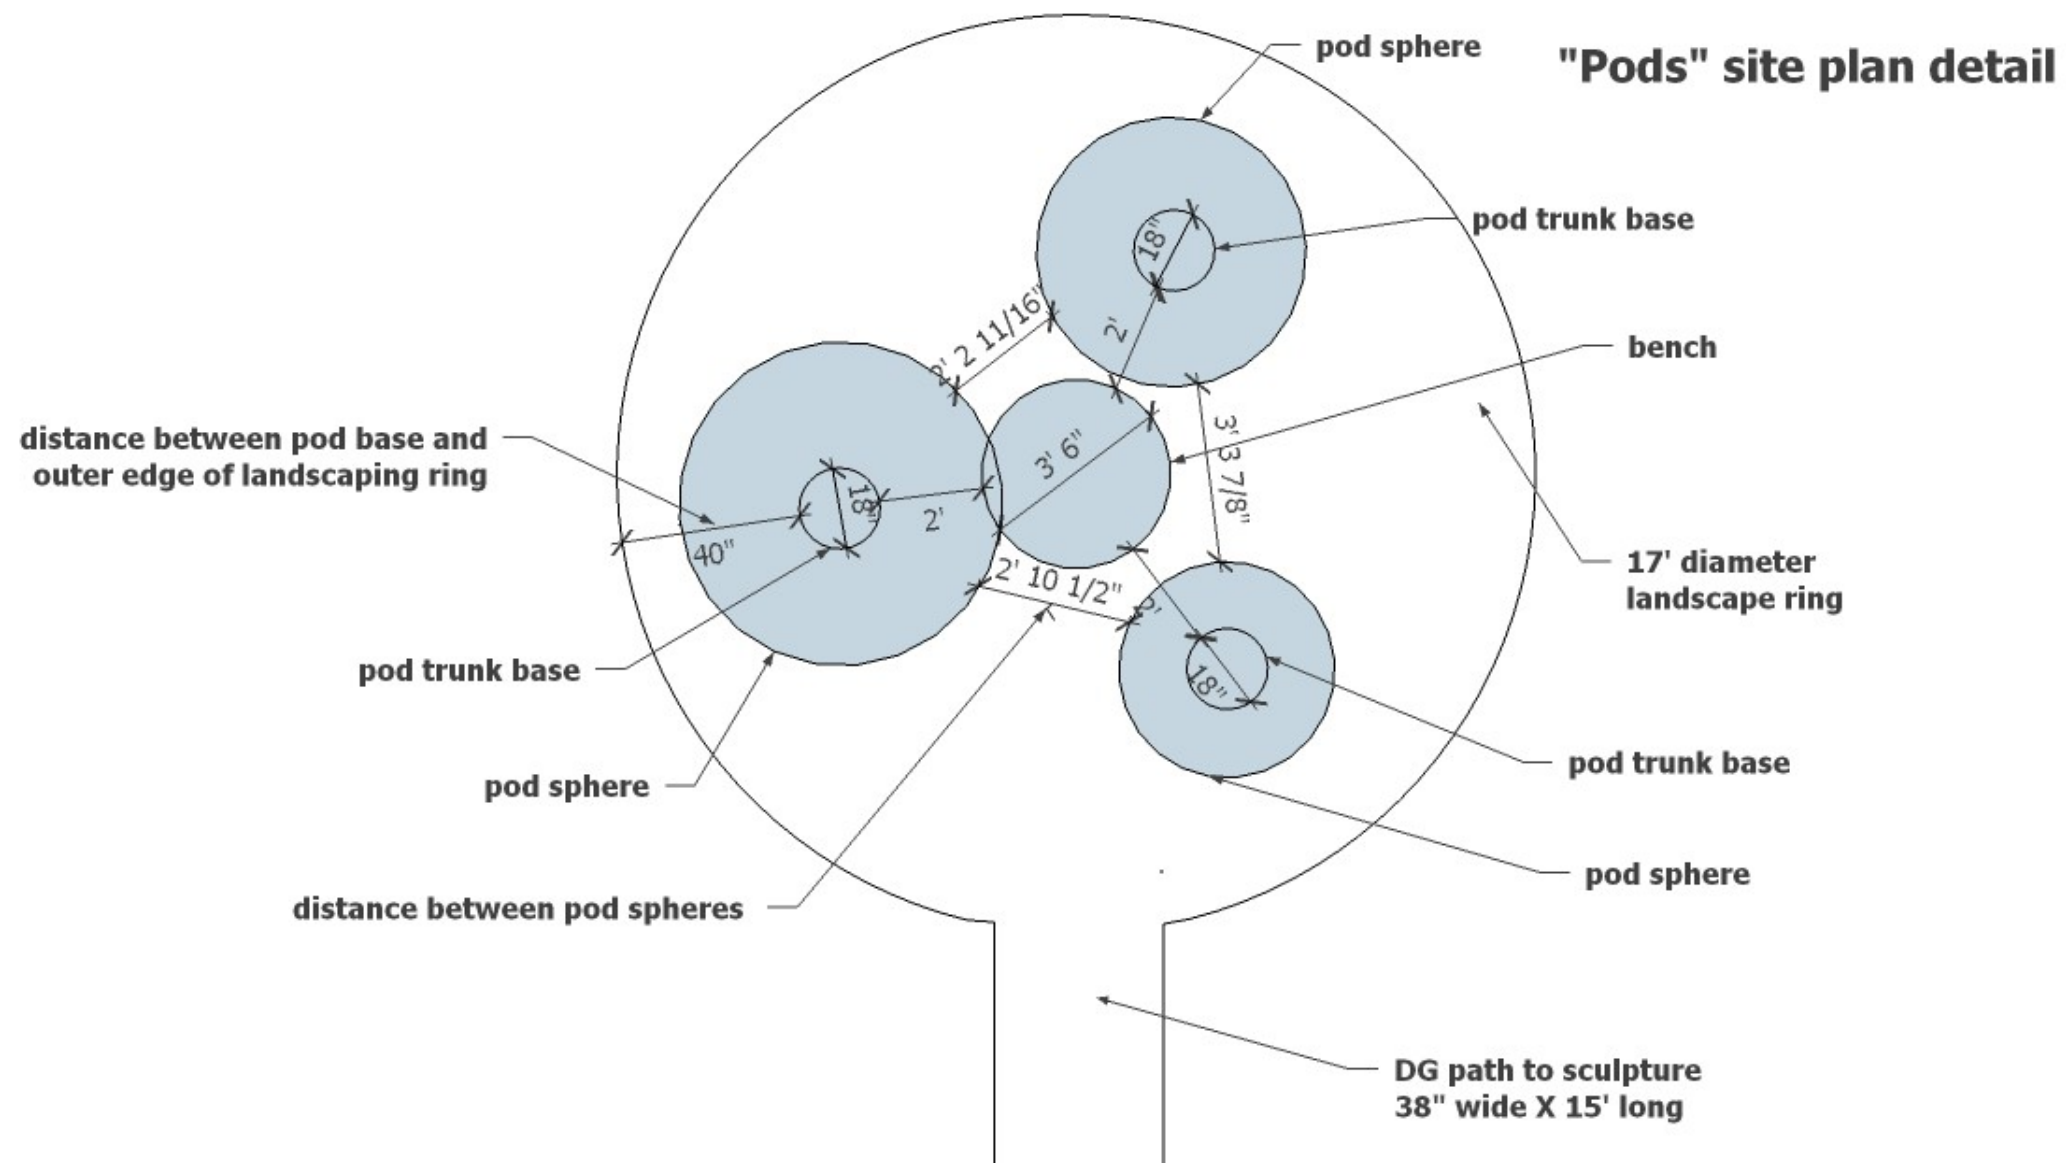 pod sphere
"Pods" site plan detail
pod trunk base
18"
2' 2 11/16"
2'
bench
distance between pod base and
outer edge of landscaping ring
3' 6"
3' 3 7/8"
18"
2'
40"
2' 10 1/2"
2'
17' diameter
landscape ring
pod trunk base
18"
pod sphere
pod trunk base
distance between pod spheres
pod sphere
DG path to sculpture
38" wide X 15' long